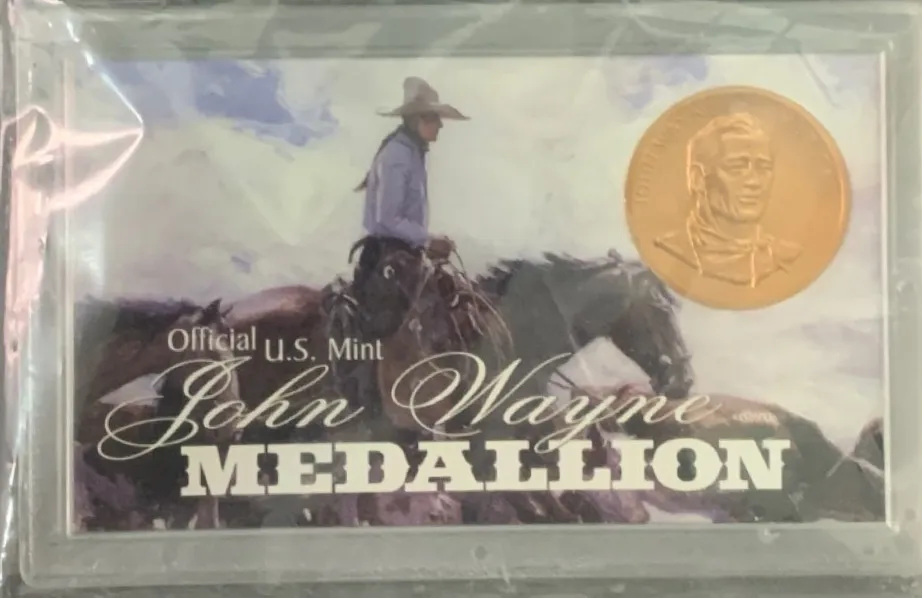 Official U.S. Mint
John Wayne
MEDALLION